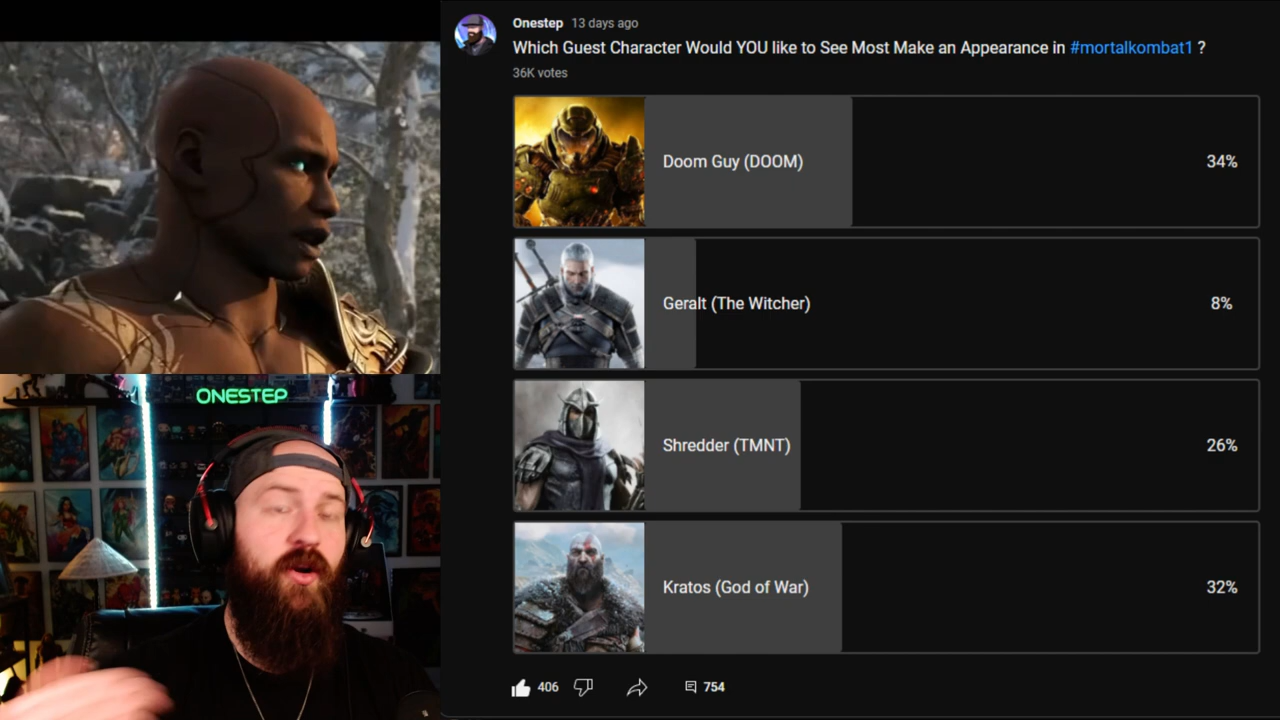 Onestep 13 days ago
Which Guest Character Would YOU like to See Most Make an Appearance in #mortalkombat1 ?
36K votes
Doom Guy (DOOM) 34%
Geralt (The Witcher) 8%
Shredder (TMNT) 26%
Kratos (God of War) 32%
406 754
ONESTEP